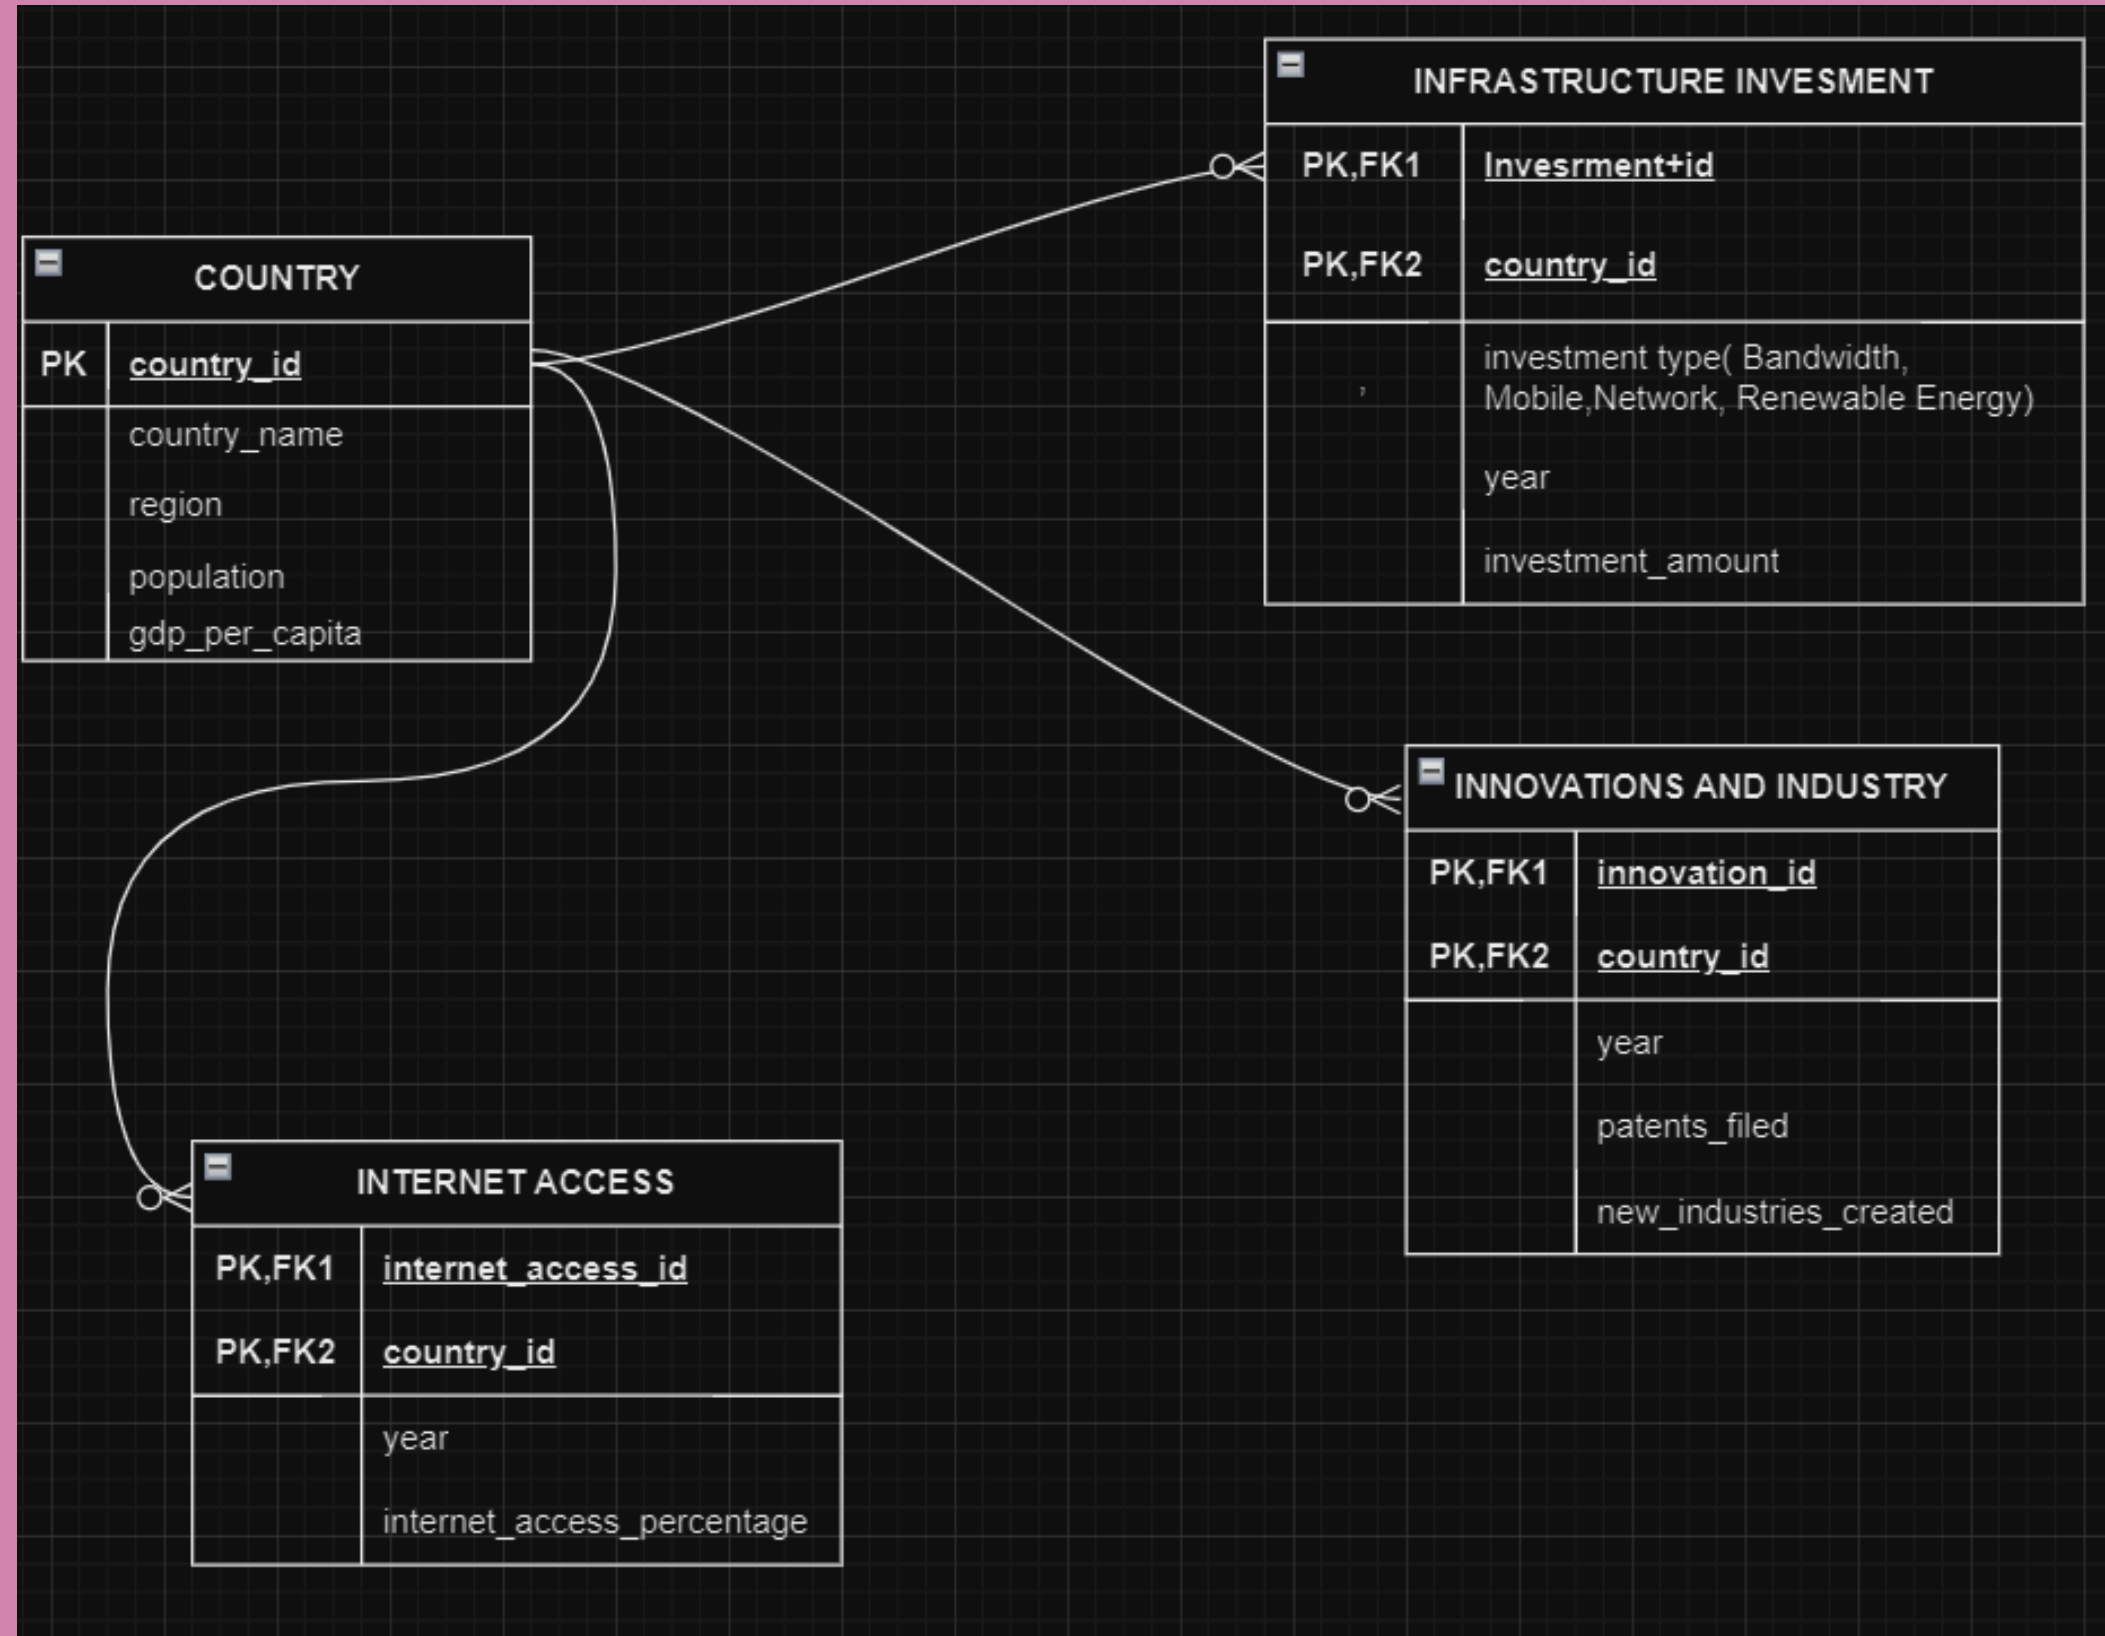 INFRASTRUCTURE INVESMENT
PK,FK1 Invesrment+id
PK,FK2 country_id
investment type( Bandwidth,
, Mobile,Network, Renewable Energy)
year
investment_amount
COUNTRY
PK country_id
country_name
region
population
gdp_per_capita
INNOVATIONS AND INDUSTRY
PK,FK1 innovation_id
PK,FK2 country_id
year
patents_filed
new_industries_created
INTERNET ACCESS
PK,FK1 internet_access_id
PK,FK2 country_id
year
internet_access_percentage